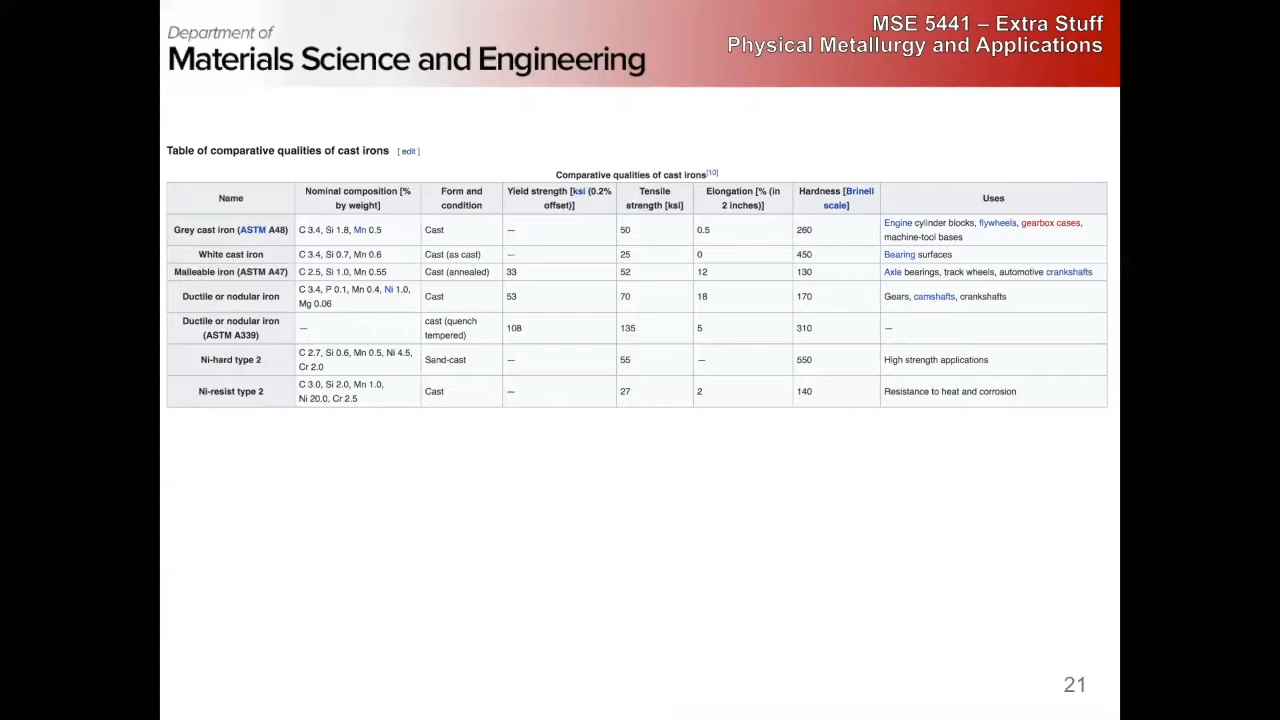 Department of
Materials Science and Engineering
MSE 5441 – Extra Stuff
Physical Metallurgy and Applications
Table of comparative qualities of cast irons [ edit ]
Comparative qualities of cast irons[10]
Name | Nominal composition [% by weight] | Form and condition | Yield strength [ksi (0.2% offset)] | Tensile strength [ksi] | Elongation [% (in 2 inches)] | Hardness [Brinell scale] | Uses
Grey cast iron (ASTM A48) | C 3.4, Si 1.8, Mn 0.5 | Cast | — | 50 | 0.5 | 260 | Engine cylinder blocks, flywheels, gearbox cases, machine-tool bases
White cast iron | C 3.4, Si 0.7, Mn 0.6 | Cast (as cast) | — | 25 | 0 | 450 | Bearing surfaces
Malleable iron (ASTM A47) | C 2.5, Si 1.0, Mn 0.55 | Cast (annealed) | 33 | 52 | 12 | 130 | Axle bearings, track wheels, automotive crankshafts
Ductile or nodular iron | C 3.4, P 0.1, Mn 0.4, Ni 1.0, Mg 0.06 | Cast | 53 | 70 | 18 | 170 | Gears, camshafts, crankshafts
Ductile or nodular iron (ASTM A339) | — | cast (quench tempered) | 108 | 135 | 5 | 310 | —
Ni-hard type 2 | C 2.7, Si 0.6, Mn 0.5, Ni 4.5, Cr 2.0 | Sand-cast | — | 55 | — | 550 | High strength applications
Ni-resist type 2 | C 3.0, Si 2.0, Mn 1.0, Ni 20.0, Cr 2.5 | Cast | — | 27 | 2 | 140 | Resistance to heat and corrosion
21